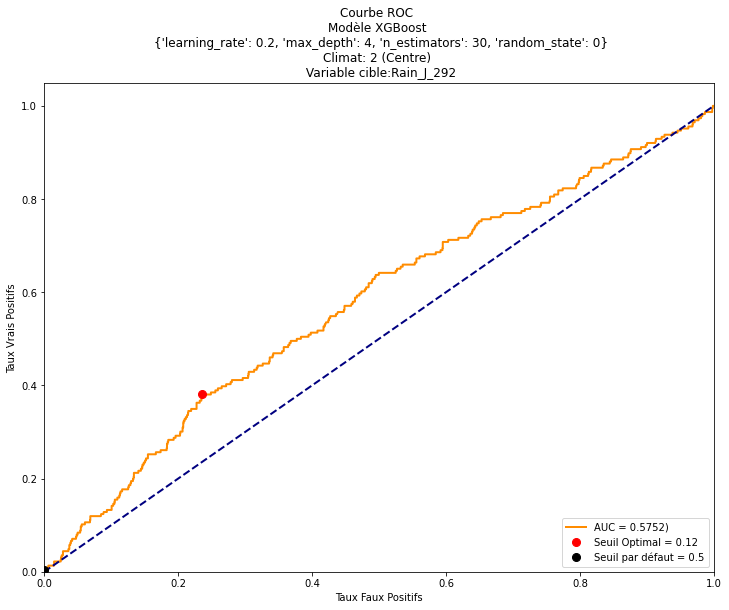 Courbe ROC
Modèle XGBoost
{'learning_rate': 0.2, 'max_depth': 4, 'n_estimators': 30, 'random_state': 0}
Climat: 2 (Centre)
Variable cible:Rain_J_292
Taux Vrais Positifs
1.0
0.8
0.6
0.4
0.2
0.0
0.0 0.2 0.4 0.6 0.8 1.0
Taux Faux Positifs
AUC = 0.5752)
Seuil Optimal = 0.12
Seuil par défaut = 0.5